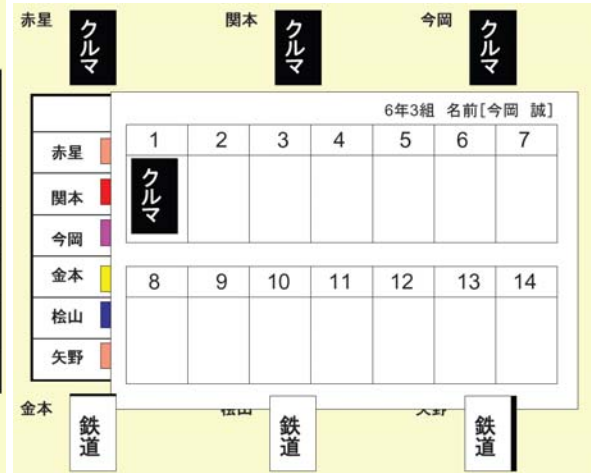 赤星
クルマ
関本
クルマ
今岡
クルマ
6年3組 名前[今岡 誠]
1 2 3 4 5 6 7
クルマ
8 9 10 11 12 13 14
赤星
関本
今岡
金本
桧山
矢野
金本
鉄道
鉄道
鉄道